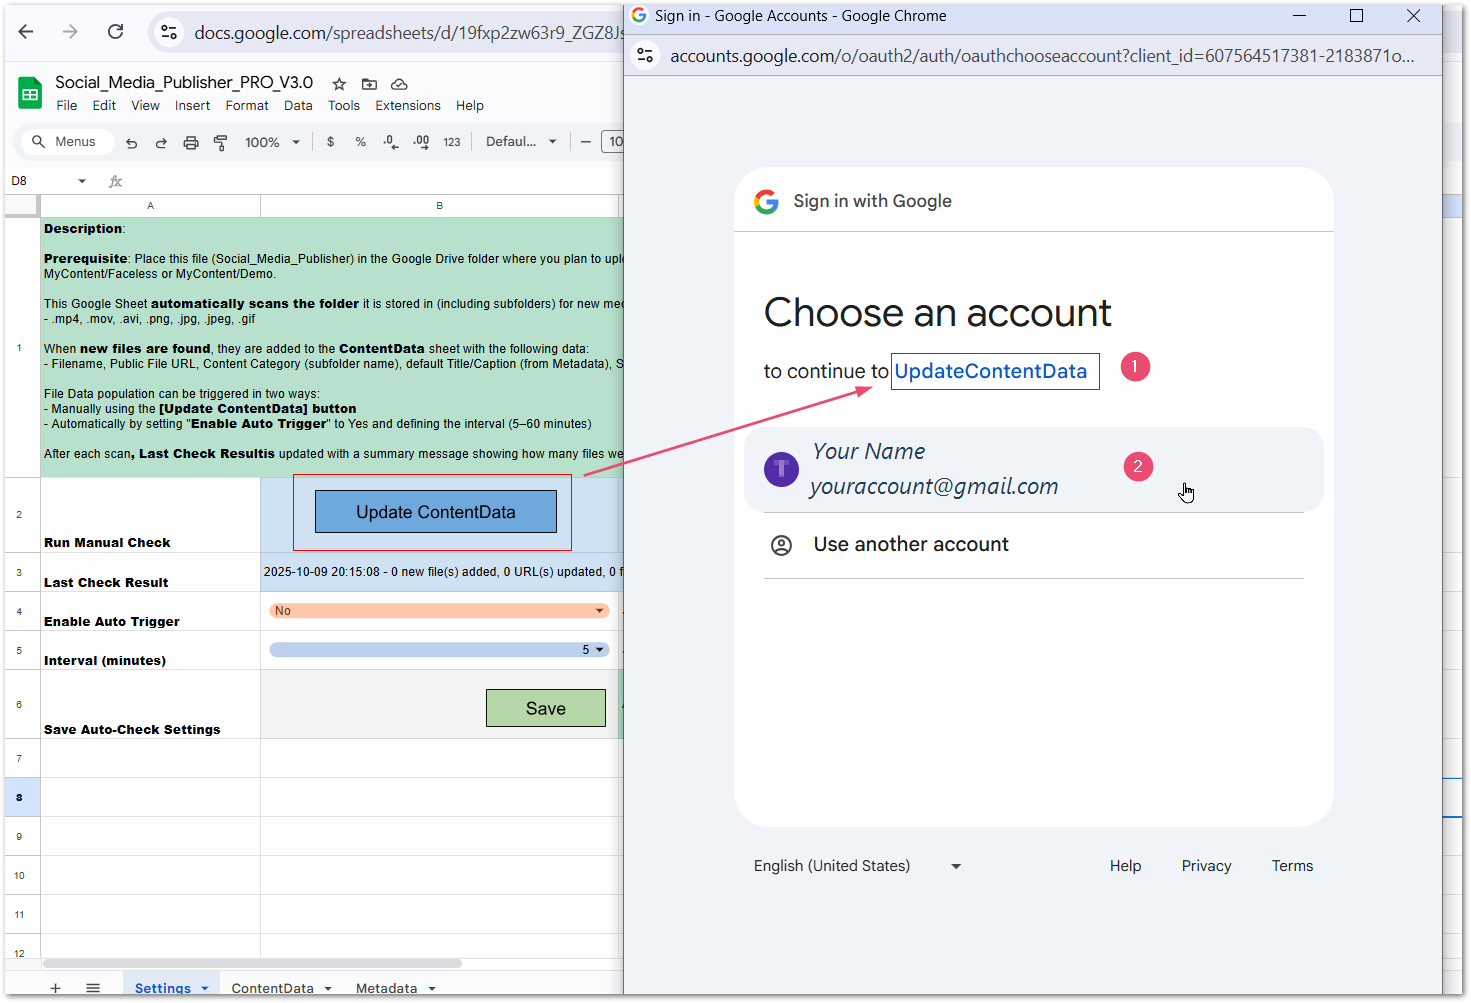 Sign in - Google Accounts - Google Chrome
docs.google.com/spreadsheets/d/19fxp2zw63r9_ZGZ8Js
accounts.google.com/o/oauth2/auth/oauthchooseaccount?client_id=607564517381-2183871o...
Social_Media_Publisher_PRO_V3.0
File Edit View Insert Format Data Tools Extensions Help
Menus 100% $ % .0 .00 123 Defaul... 10
D8 fx
A B
Description:
Prerequisite: Place this file (Social_Media_Publisher) in the Google Drive folder where you plan to uplo
MyContent/Faceless or MyContent/Demo.
This Google Sheet automatically scans the folder it is stored in (including subfolders) for new med
- .mp4, .mov, .avi, .png, .jpg, .jpeg, .gif
1
When new files are found, they are added to the ContentData sheet with the following data:
- Filename, Public File URL, Content Category (subfolder name), default Title/Caption (from Metadata), S
File Data population can be triggered in two ways:
- Manually using the [Update ContentData] button
- Automatically by setting "Enable Auto Trigger" to Yes and defining the interval (5–60 minutes)
After each scan, Last Check Resultis updated with a summary message showing how many files we
2 Run Manual Check Update ContentData
3 Last Check Result 2025-10-09 20:15:08 - 0 new file(s) added, 0 URL(s) updated, 0 f
4 Enable Auto Trigger No
5 Interval (minutes) 5
6 Save Auto-Check Settings Save
7
8
9
10
11
12
+ Settings ContentData Metadata
Sign in with Google
Choose an account
to continue to UpdateContentData 1
T Your Name 2
youraccount@gmail.com
Use another account
English (United States) Help Privacy Terms